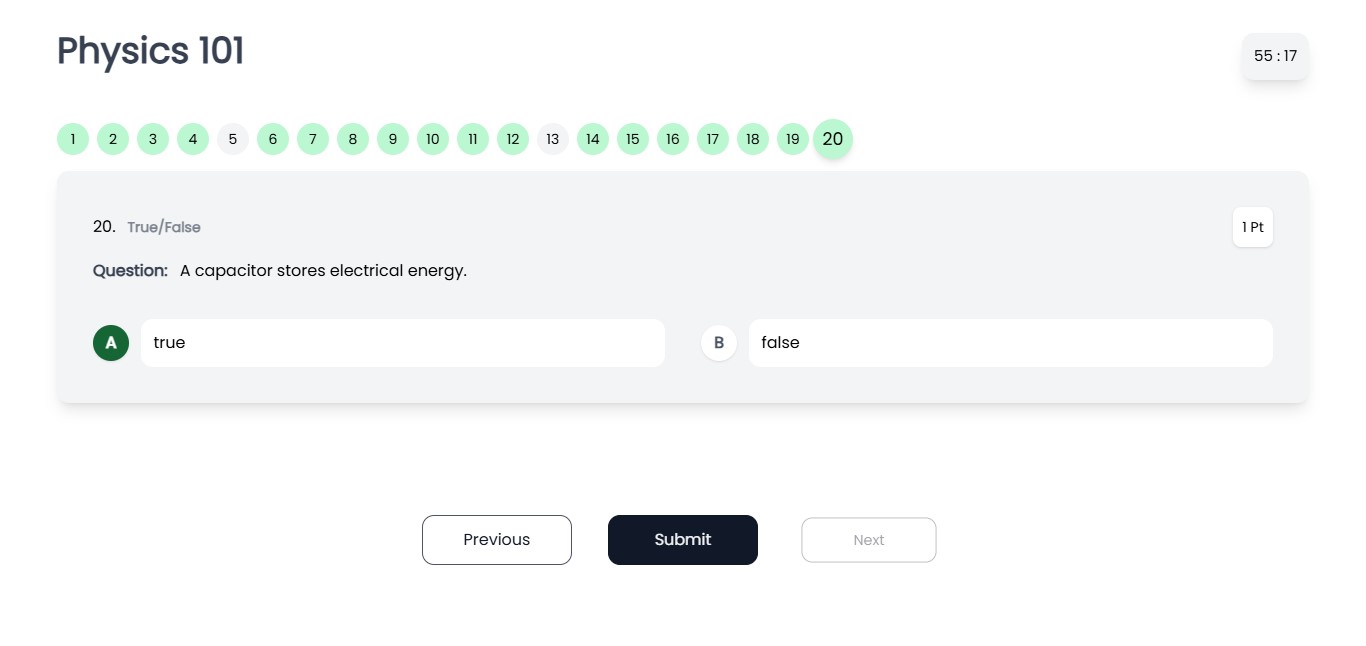 Physics 101
55 : 17
1 2 3 4 5 6 7 8 9 10 11 12 13 14 15 16 17 18 19 20
20. True/False
1 Pt
Question: A capacitor stores electrical energy.
A true
B false
Previous
Submit
Next